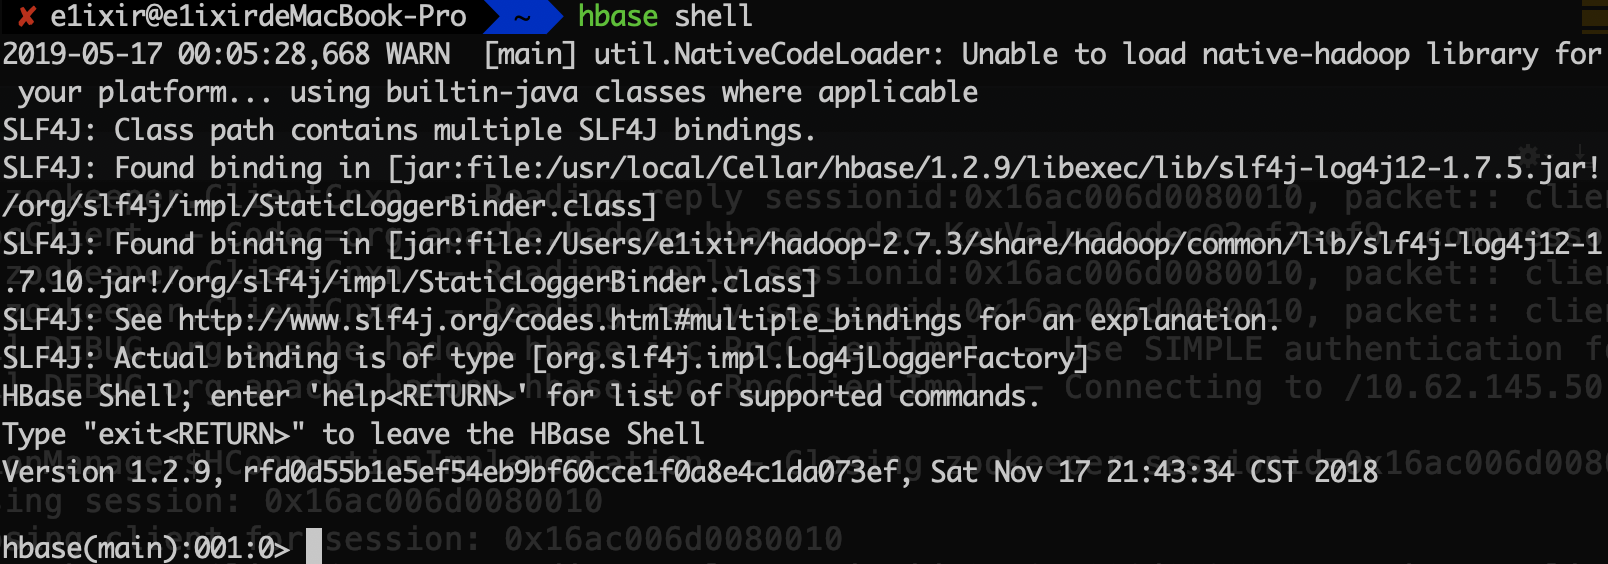 ✘ e1ixir@e1ixirdeMacBook-Pro ~ hbase shell
2019-05-17 00:05:28,668 WARN  [main] util.NativeCodeLoader: Unable to load native-hadoop library for
 your platform... using builtin-java classes where applicable
SLF4J: Class path contains multiple SLF4J bindings.
SLF4J: Found binding in [jar:file:/usr/local/Cellar/hbase/1.2.9/libexec/lib/slf4j-log4j12-1.7.5.jar!
/org/slf4j/impl/StaticLoggerBinder.class]
SLF4J: Found binding in [jar:file:/Users/e1ixir/hadoop-2.7.3/share/hadoop/common/lib/slf4j-log4j12-1
.7.10.jar!/org/slf4j/impl/StaticLoggerBinder.class]
SLF4J: See http://www.slf4j.org/codes.html#multiple_bindings for an explanation.
SLF4J: Actual binding is of type [org.slf4j.impl.Log4jLoggerFactory]
HBase Shell; enter 'help<RETURN>' for list of supported commands.
Type "exit<RETURN>" to leave the HBase Shell
Version 1.2.9, rfd0d55b1e5ef54eb9bf60cce1f0a8e4c1da073ef, Sat Nov 17 21:43:34 CST 2018
ing session: 0x16ac006d0080010
hbase(main):001:0> session: 0x16ac006d0080010